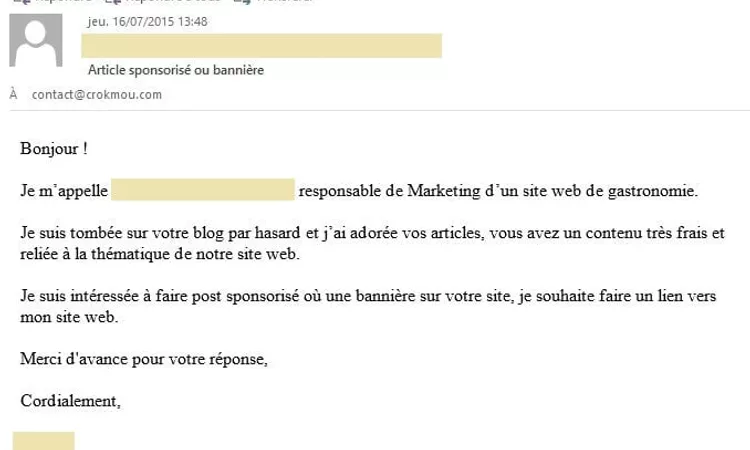 jeu. 16/07/2015 13:48
Article sponsorisé ou bannière
À contact@crokmou.com
Bonjour !
Je m’appelle responsable de Marketing d’un site web de gastronomie.
Je suis tombée sur votre blog par hasard et j’ai adorée vos articles, vous avez un contenu très frais et
reliée à la thématique de notre site web.
Je suis intéressée à faire post sponsorisé où une bannière sur votre site, je souhaite faire un lien vers
mon site web.
Merci d'avance pour votre réponse,
Cordialement,